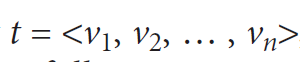 t = <v1, v2, … , vn>